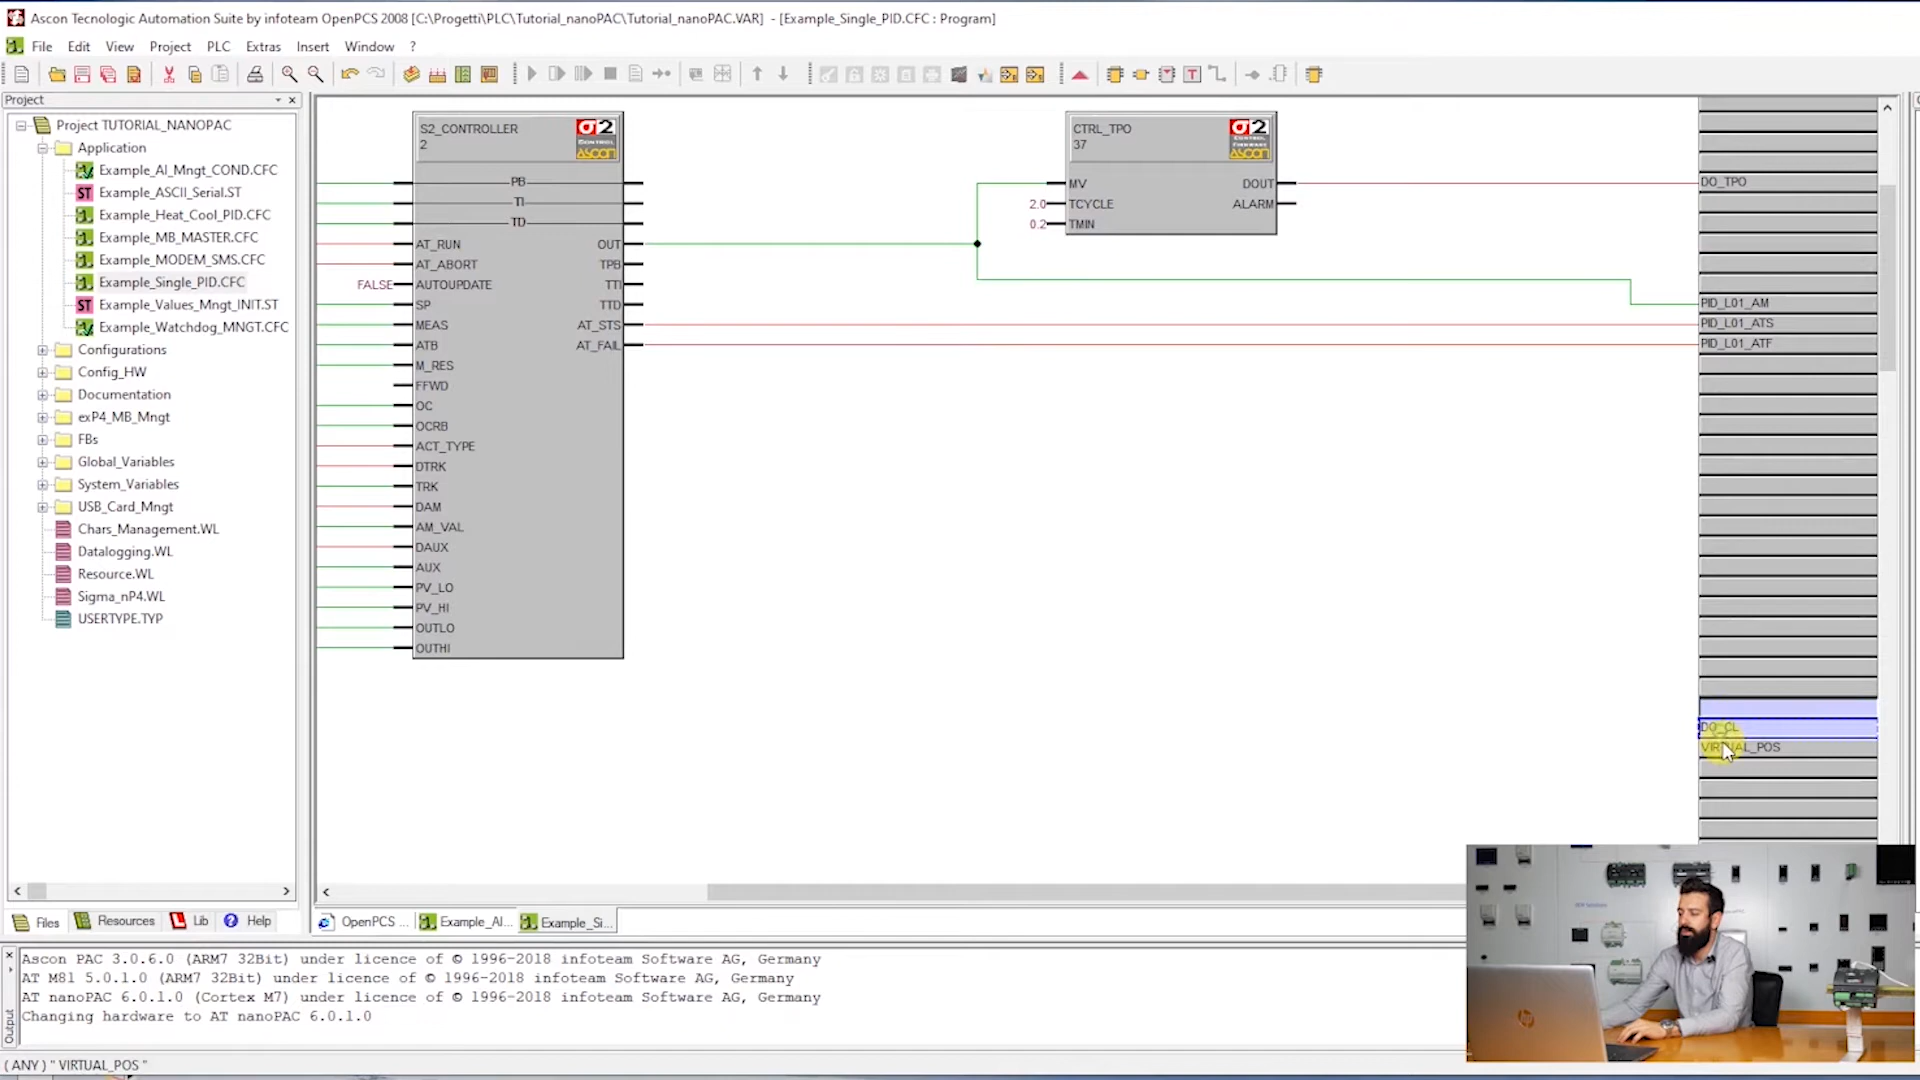 Ascon Tecnologic Automation Suite by infoteam OpenPCS 2008 [C:\Progetti\PLC\Tutorial_nanoPAC\Tutorial_nanoPAC.VAR] - [Example_Single_PID.CFC : Program]
File Edit View Project PLC Extras Insert Window ?
Project
Project TUTORIAL_NANOPAC
Application
Example_AI_Mngt_COND.CFC
ST Example_ASCII_Serial.ST
Example_Heat_Cool_PID.CFC
Example_MB_MASTER.CFC
Example_MODEM_SMS.CFC
Example_Single_PID.CFC
ST Example_Values_Mngt_INIT.ST
Example_Watchdog_MNGT.CFC
Configurations
Config_HW
Documentation
exP4_MB_Mngt
FBs
Global_Variables
System_Variables
USB_Card_Mngt
Chars_Management.WL
Datalogging.WL
Resource.WL
Sigma_nP4.WL
USERTYPE.TYP
Files Resources Lib Help
S2_CONTROLLER
2
PB
TI
TD
AT_RUN OUT
AT_ABORT TPB
FALSE AUTOUPDATE TTI
SP TTD
MEAS AT_STS
ATB AT_FAIL
M_RES
FFWD
OC
OCRB
ACT_TYPE
DTRK
TRK
DAM
AM_VAL
DAUX
AUX
PV_LO
PV_HI
OUTLO
OUTHI
CTRL_TPO
37
MV DOUT
2.0 TCYCLE ALARM
0.2 TMIN
DO_TPO
PID_L01_AM
PID_L01_ATS
PID_L01_ATF
DO_CL
VIRTUAL_POS
OpenPCS ... Example_AI... Example_Si...
Output
Ascon PAC 3.0.6.0 (ARM7 32Bit) under licence of © 1996-2018 infoteam Software AG, Germany
AT M81 5.0.1.0 (ARM7 32Bit) under licence of © 1996-2018 infoteam Software AG, Germany
AT nanoPAC 6.0.1.0 (Cortex M7) under licence of © 1996-2018 infoteam Software AG, Germany
Changing hardware to AT nanoPAC 6.0.1.0
( ANY ) " VIRTUAL_POS "